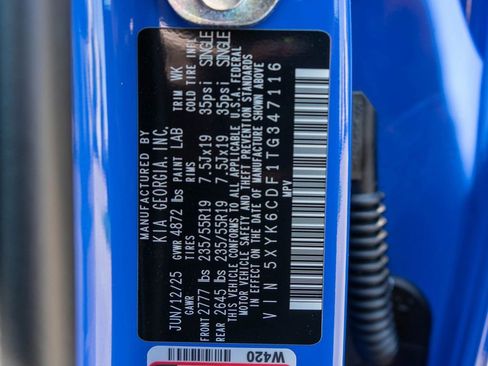 MANUFACTURED BY
KIA GEORGIA, INC.
JUN/12/25 GVWR 4872 lbs PAINT LAB TRIM WK
GAWR TIRES RIMS COLD TIRE INFL
FRONT 2777 lbs 235/55R19 7.5Jx19 35psi SINGLE
REAR 2645 lbs 235/55R19 7.5Jx19 35psi SINGLE
THIS VEHICLE CONFORMS TO ALL APPLICABLE U.S.A. FEDERAL
MOTOR VEHICLE SAFETY AND THEFT PREVENTION STANDARDS
IN EFFECT ON THE DATE OF MANUFACTURE SHOWN ABOVE
VIN 5XYK6CDF1TG347116
MPV
W420